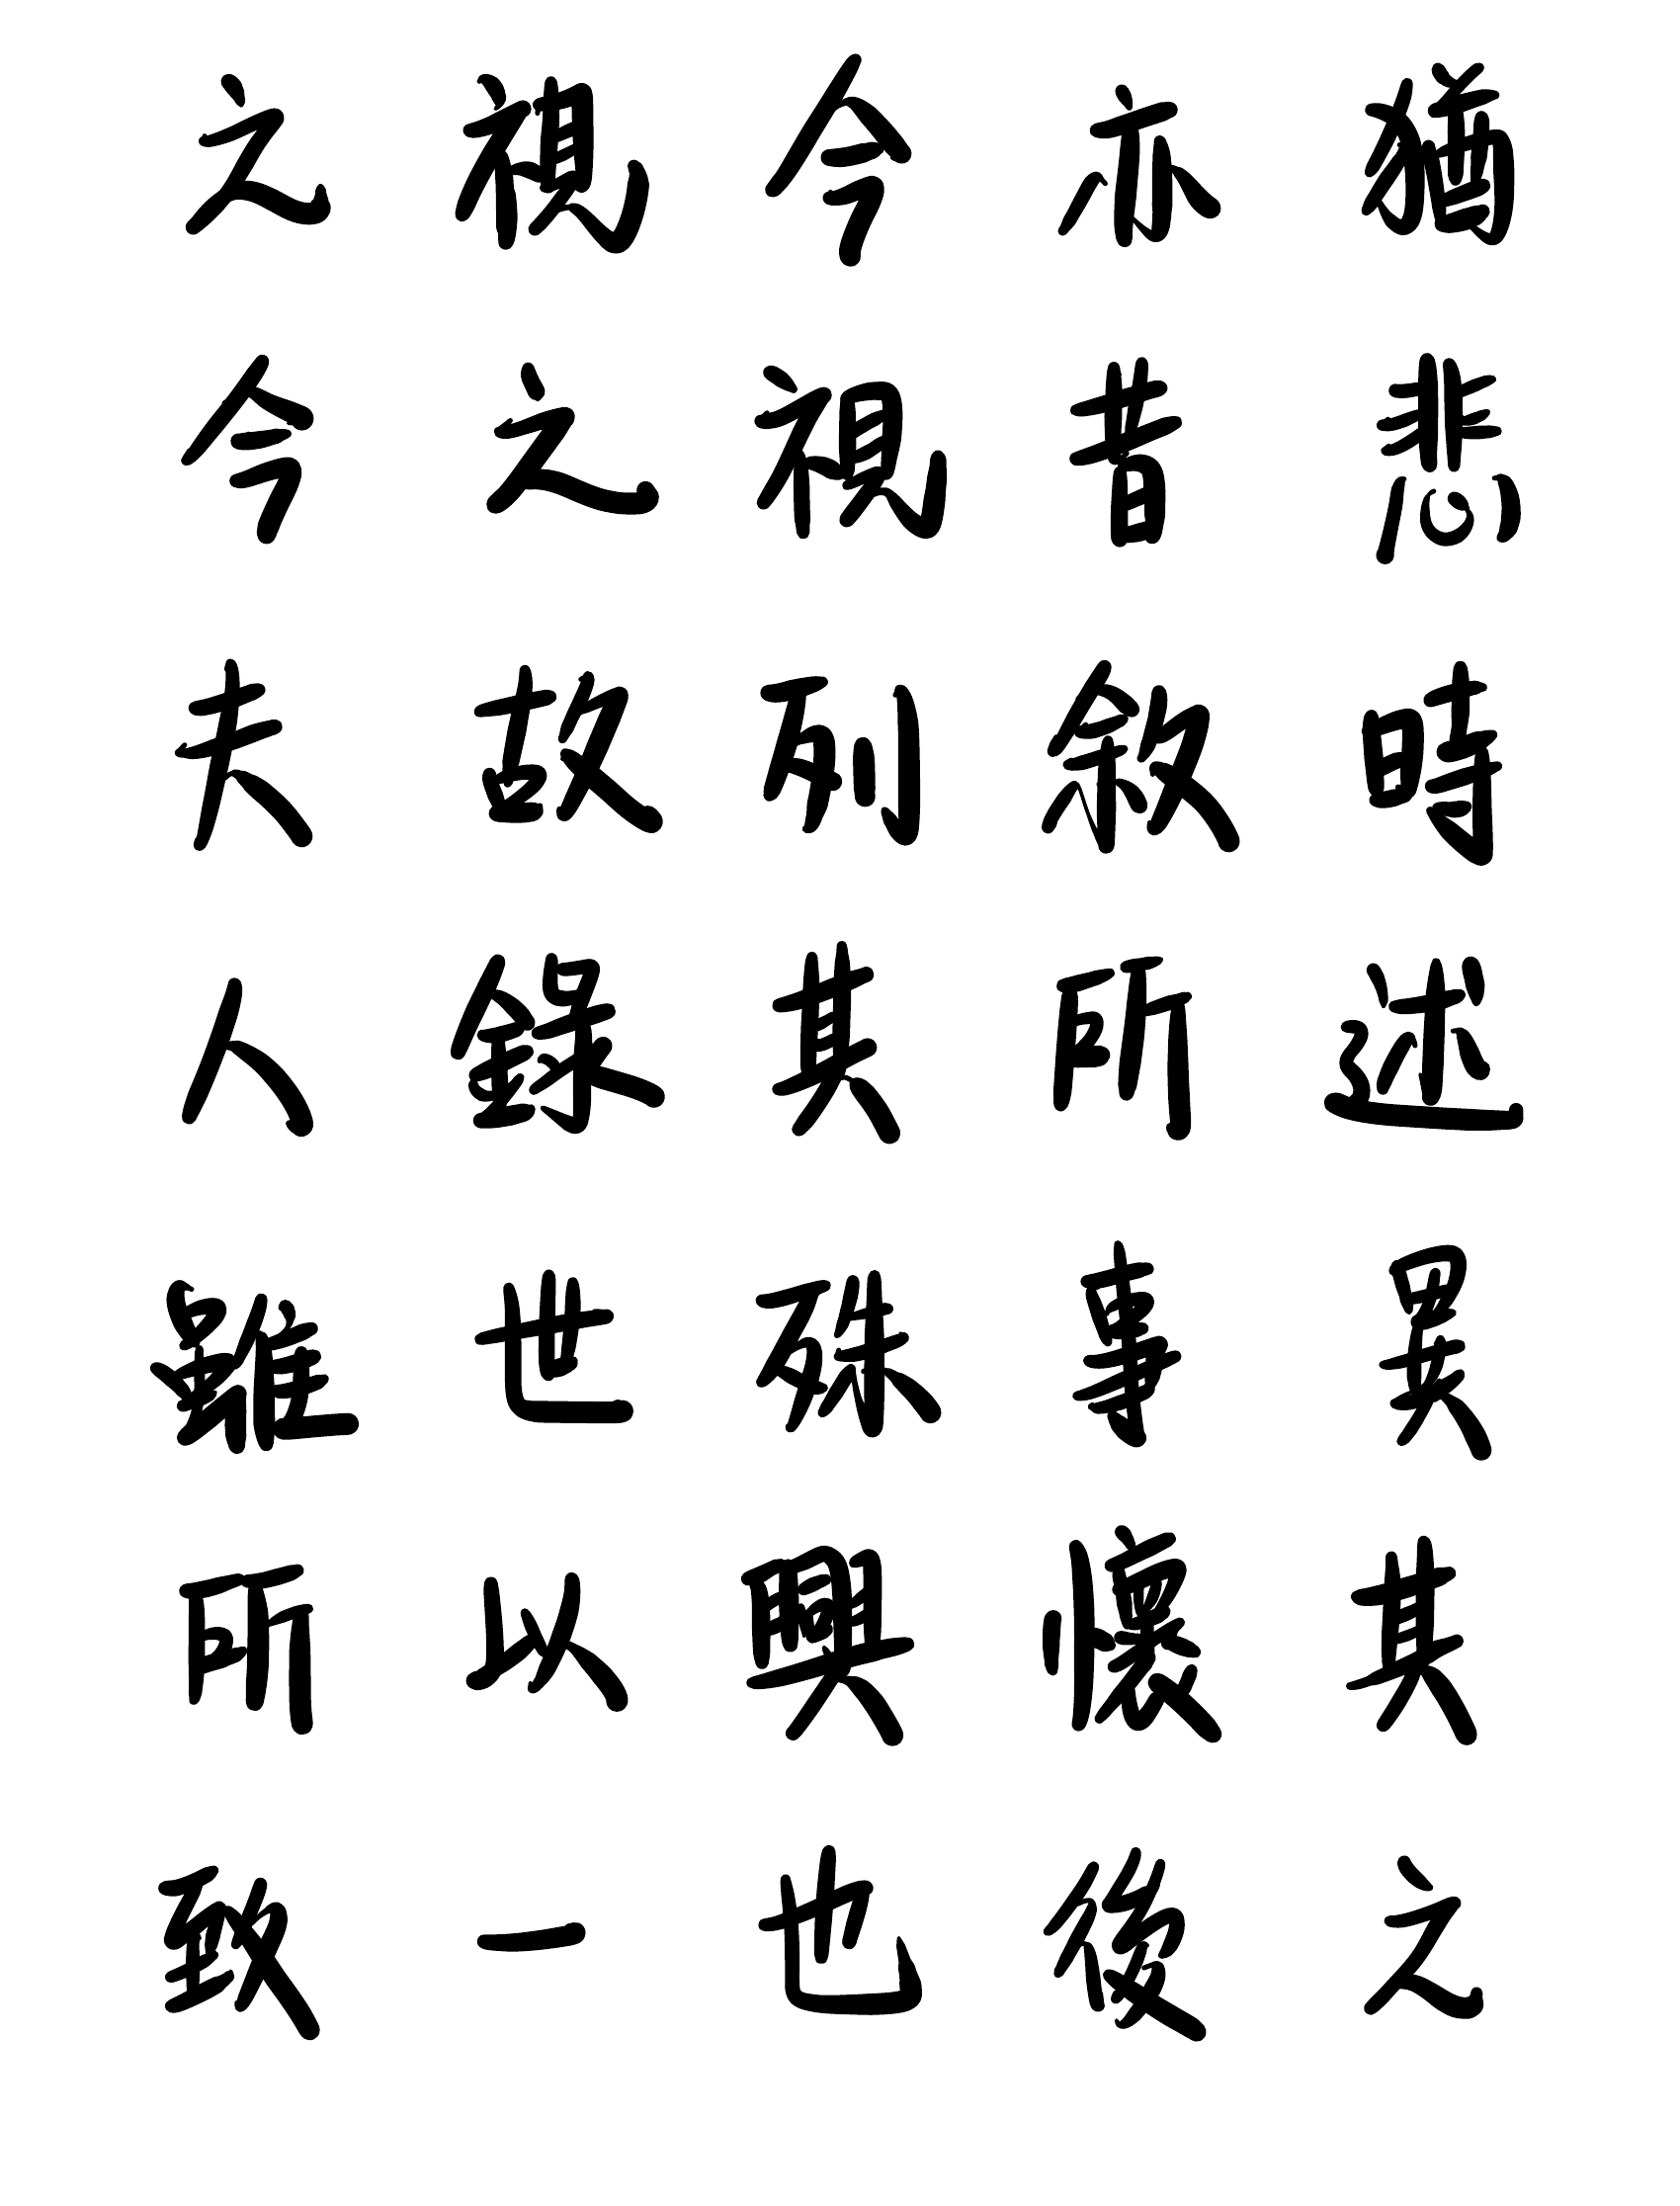 之視今亦猶
今之視昔悲
夫故列敘時
人錄其所述
雖世殊事異
所以興懷其
致一也後之